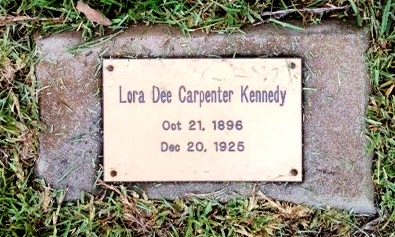 Lora Dee Carpenter Kennedy
Oct 21, 1896
Dec 20, 1925